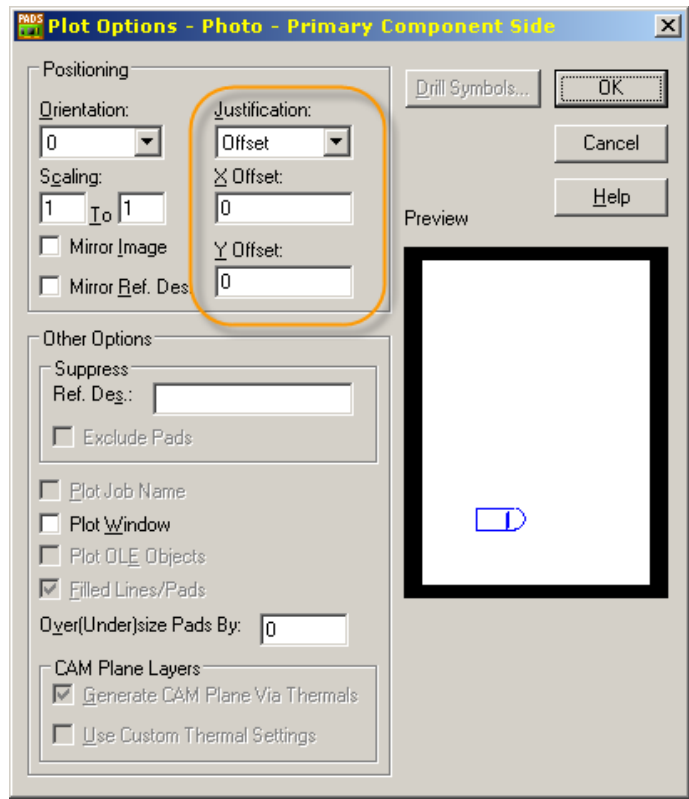 PADS
Plot Options - Photo - Primary Component Side
Positioning
Orientation:
0
Scaling:
1 To 1
Mirror Image
Mirror Ref. Des
Justification:
Offset
X Offset:
0
Y Offset:
0
Drill Symbols...
OK
Cancel
Help
Preview
Other Options
Suppress
Ref. Des.:
Exclude Pads
Plot Job Name
Plot Window
Plot OLE Objects
Filled Lines/Pads
Over(Under)size Pads By: 0
CAM Plane Layers
Generate CAM Plane Via Thermals
Use Custom Thermal Settings